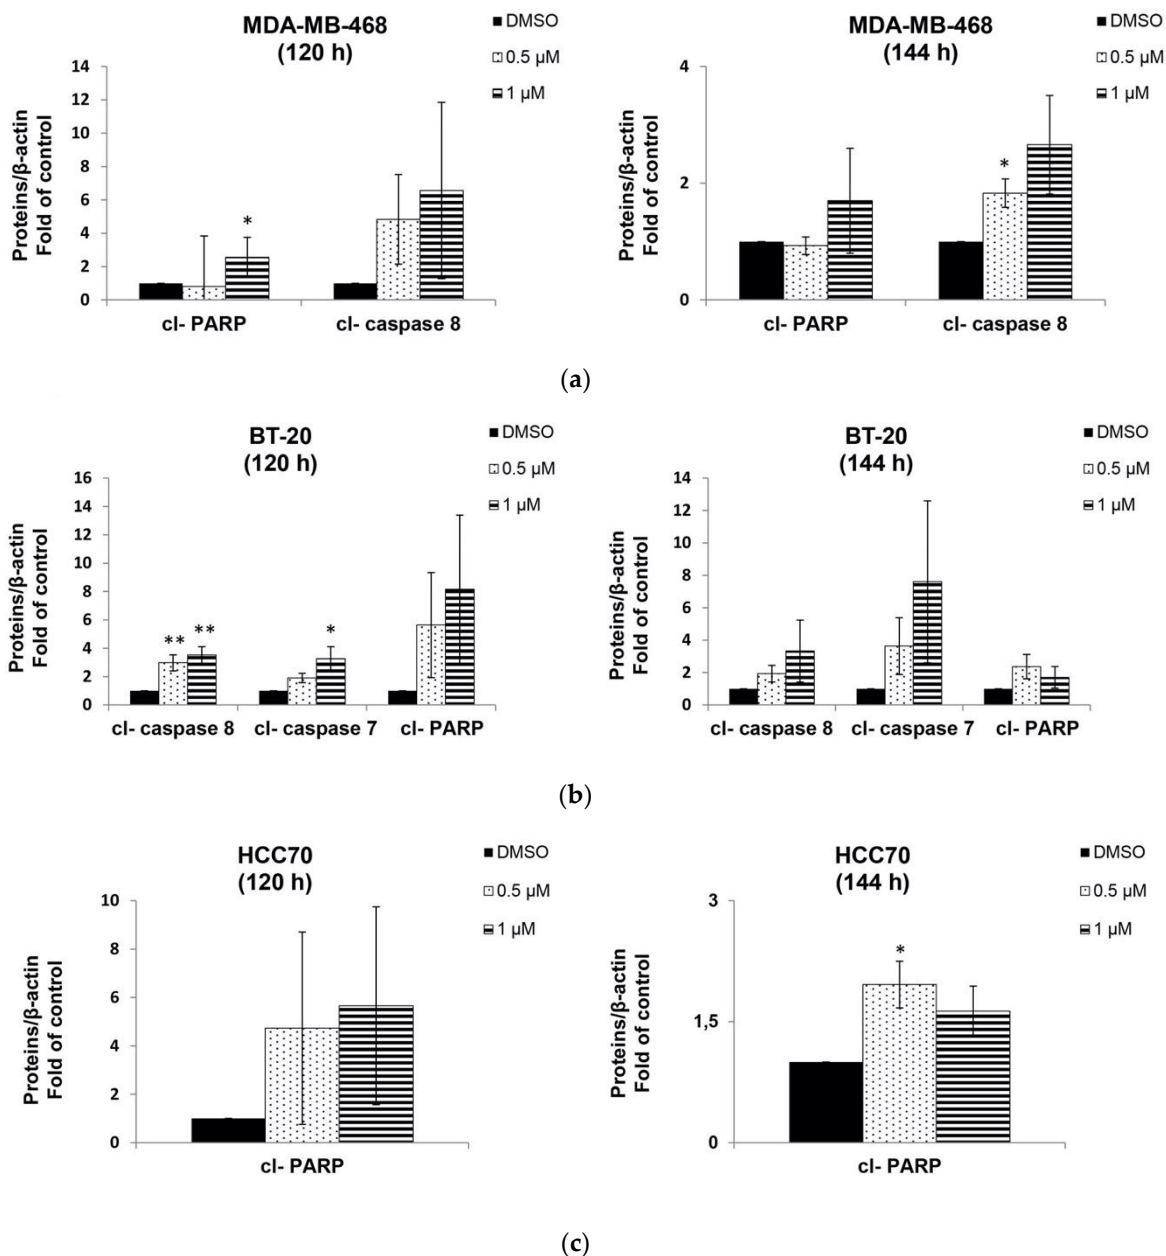 MDA-MB-468
(120 h)
DMSO
0.5 µM
1 µM
Proteins/β-actin
Fold of control
14
12
10
8
6
4
2
0
*
cl- PARP
cl- caspase 8
MDA-MB-468
(144 h)
DMSO
0.5 µM
1 µM
Proteins/β-actin
Fold of control
4
2
0
*
cl- PARP
cl- caspase 8
(a)
BT-20
(120 h)
DMSO
0.5 µM
1 µM
Proteins/β-actin
Fold of control
16
14
12
10
8
6
4
2
0
** ** *
cl- caspase 8 cl- caspase 7 cl- PARP
BT-20
(144 h)
DMSO
0.5 µM
1 µM
Proteins/β-actin
Fold of control
14
12
10
8
6
4
2
0
cl- caspase 8 cl- caspase 7 cl- PARP
(b)
HCC70
(120 h)
DMSO
0.5 µM
1 µM
Proteins/β-actin
Fold of control
10
8
6
4
2
0
cl- PARP
HCC70
(144 h)
DMSO
0.5 µM
1 µM
Proteins/β-actin
Fold of control
3
1,5
0
*
cl- PARP
(c)